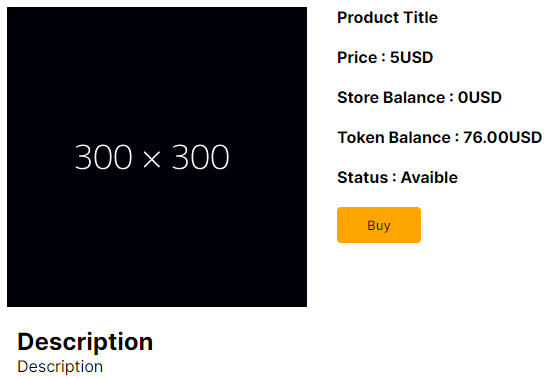 300 × 300
Product Title
Price : 5USD
Store Balance : 0USD
Token Balance : 76.00USD
Status : Avaible
Buy
Description
Description